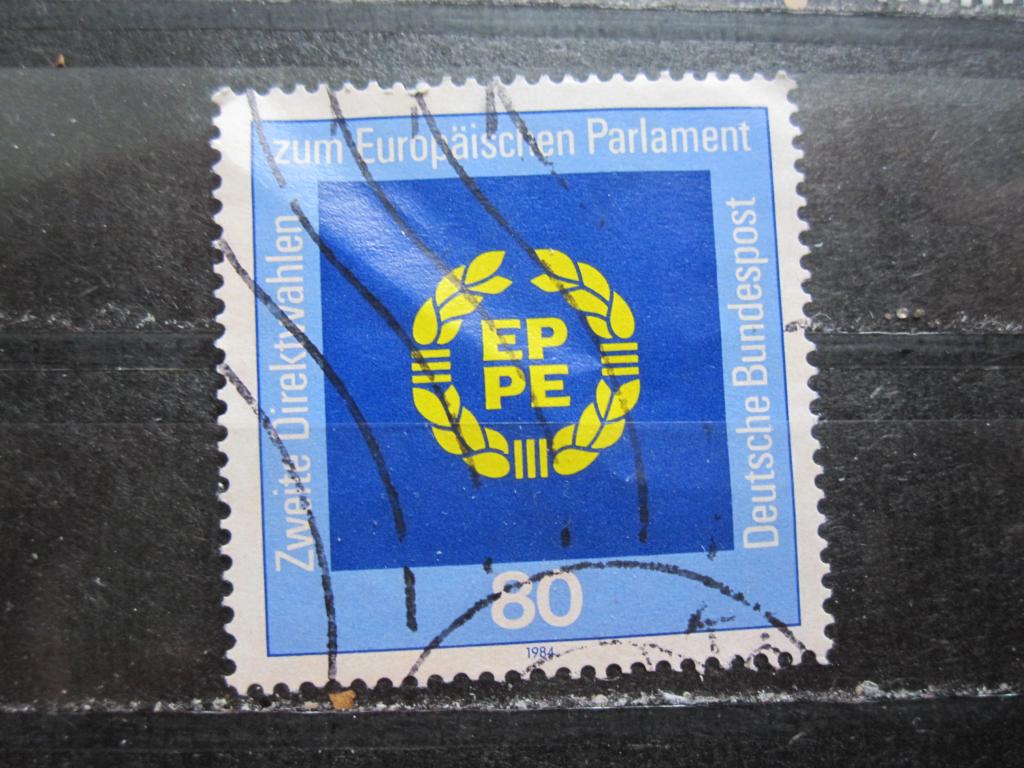 Zweite Direktwahlen
zum Europäischen Parlament
Deutsche Bundespost
EP
PE
80
1984